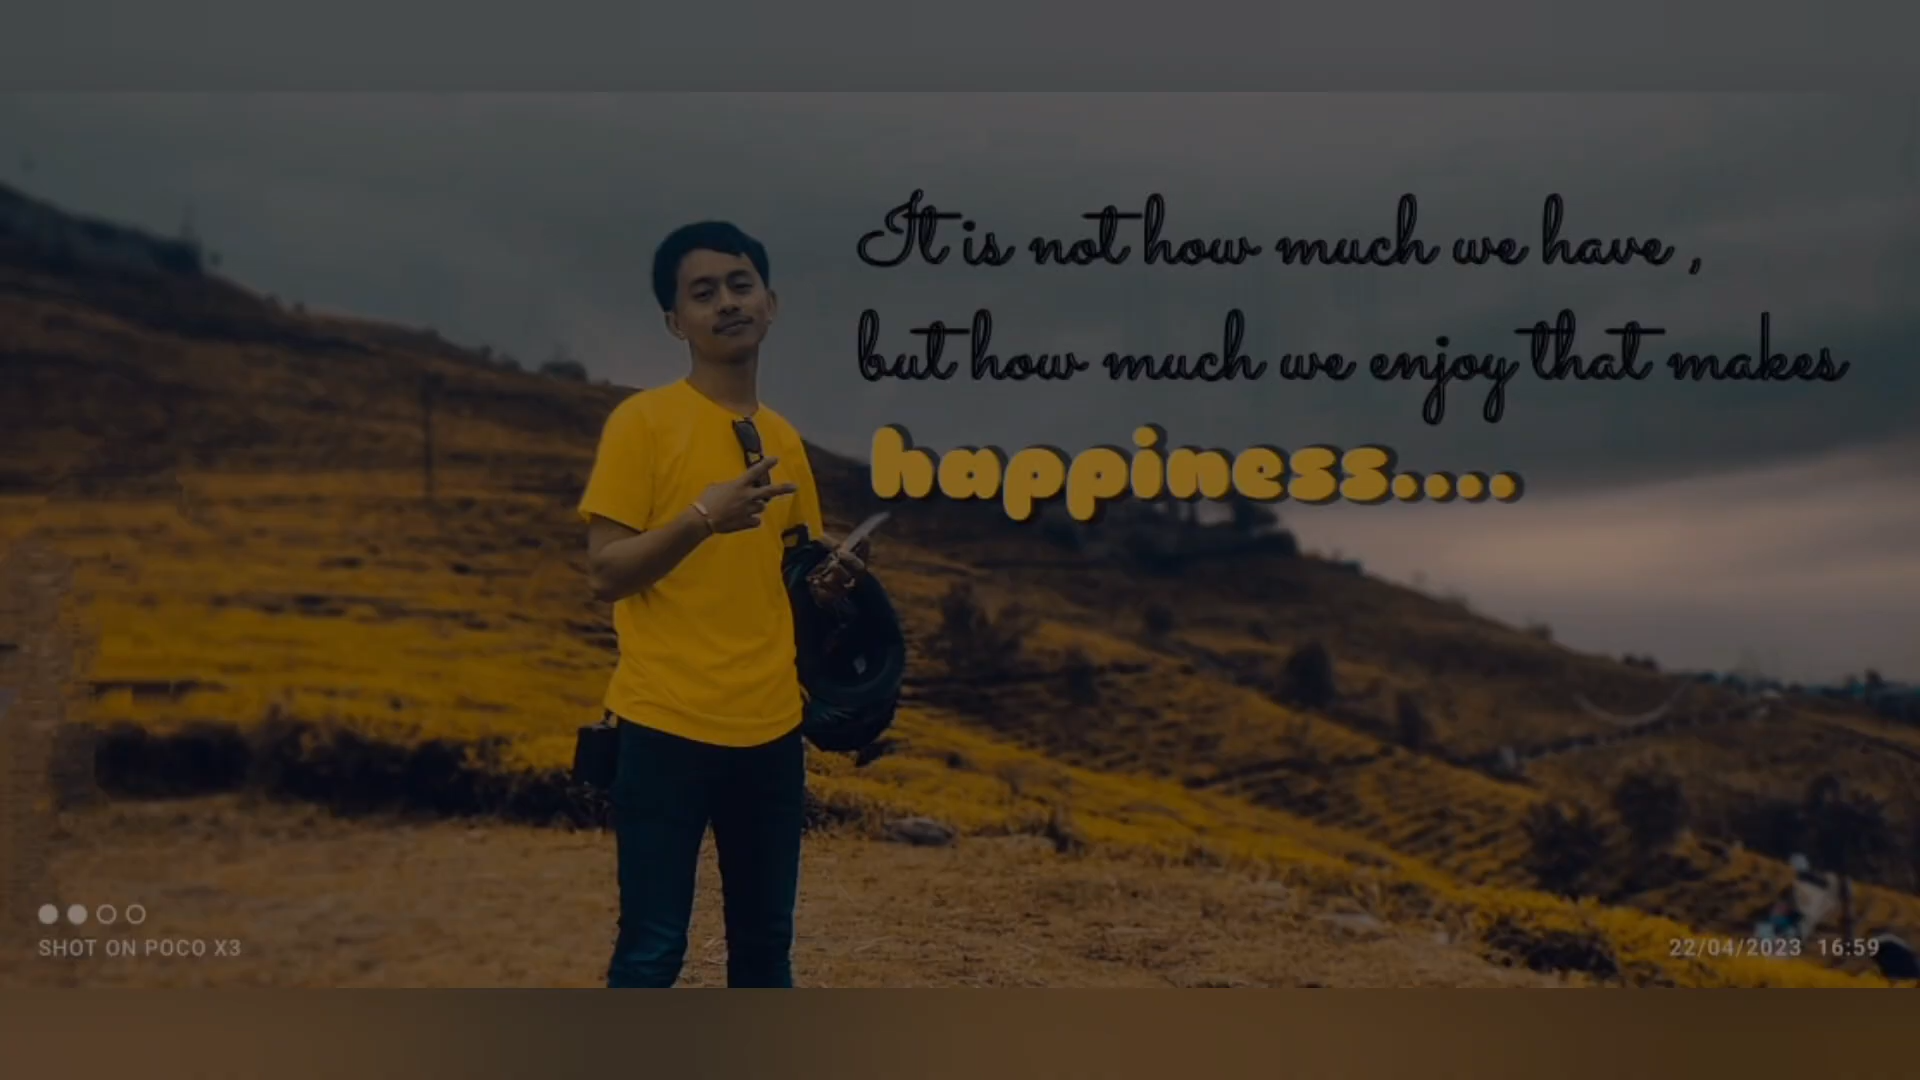 It is not how much we have ,
but how much we enjoy that makes
happiness....
SHOT ON POCO X3
22/04/2023 16:59